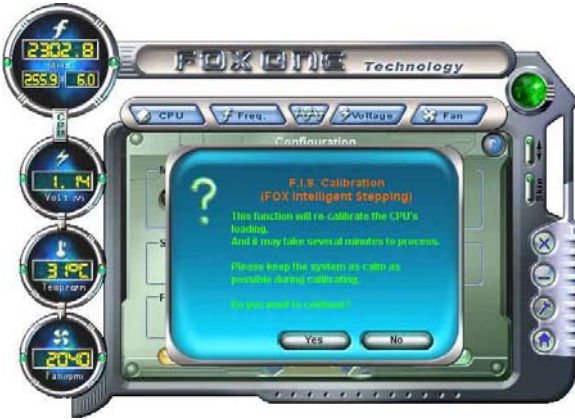 2302.8
255.9 6.0
CPU
1.14
Volt
31°C
2040
FOX ONE Technology
CPU
Freq.
Voltage
Fan
Configuration
M
S
F
F.I.S. Calibration
(FOX Intelligent Stepping)
This function will re-calibrate the CPU's
loading.
And it may take several minutes to process.
Please keep the system as calm as
possible during calibrating.
Do you want to continue?
Yes No
Skin